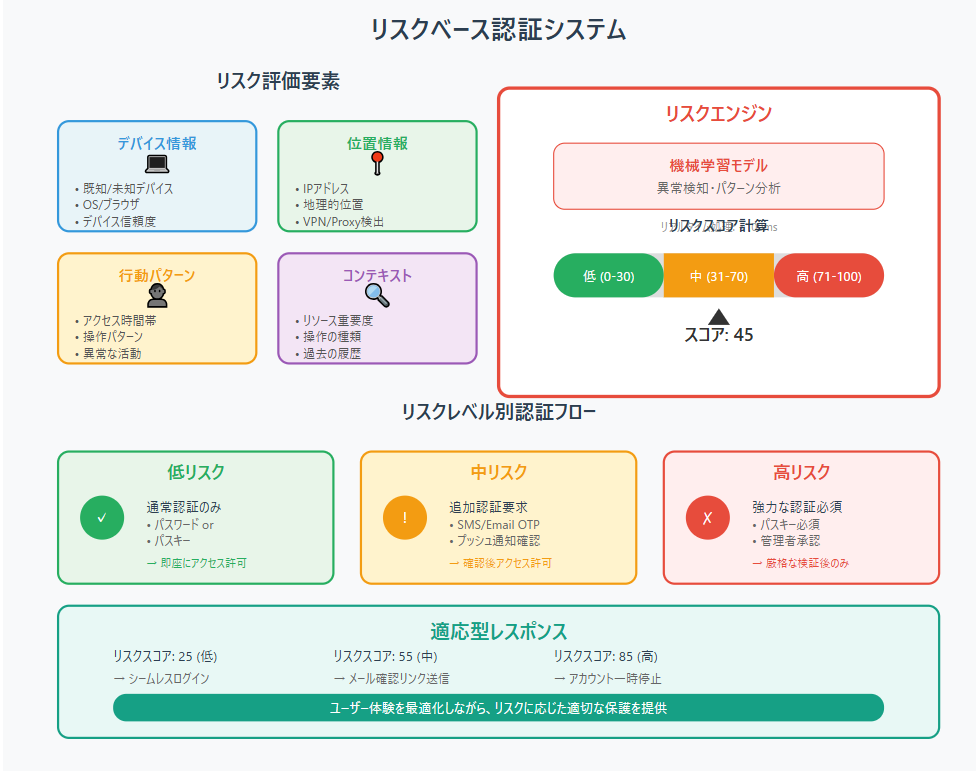 リスクベース認証システム
リスク評価要素
デバイス情報
• 既知/未知デバイス
• OS/ブラウザ
• デバイス信頼度
位置情報
• IPアドレス
• 地理的位置
• VPN/Proxy検出
行動パターン
• アクセス時間帯
• 操作パターン
• 異常な活動
コンテキスト
• リソース重要度
• 操作の種類
• 過去の履歴
リスクエンジン
機械学習モデル
異常検知・パターン分析
リスクスコア計算
低 (0-30)
中 (31-70)
高 (71-100)
スコア: 45
リスクレベル別認証フロー
低リスク
✓
通常認証のみ
• パスワード or
• パスキー
→ 即座にアクセス許可
中リスク
!
追加認証要求
• SMS/Email OTP
• プッシュ通知確認
→ 確認後アクセス許可
高リスク
✗
強力な認証必須
• パスキー必須
• 管理者承認
→ 厳格な検証後のみ
適応型レスポンス
リスクスコア: 25 (低)
→ シームレスログイン
リスクスコア: 55 (中)
→ メール確認リンク送信
リスクスコア: 85 (高)
→ アカウント一時停止
ユーザー体験を最適化しながら、リスクに応じた適切な保護を提供